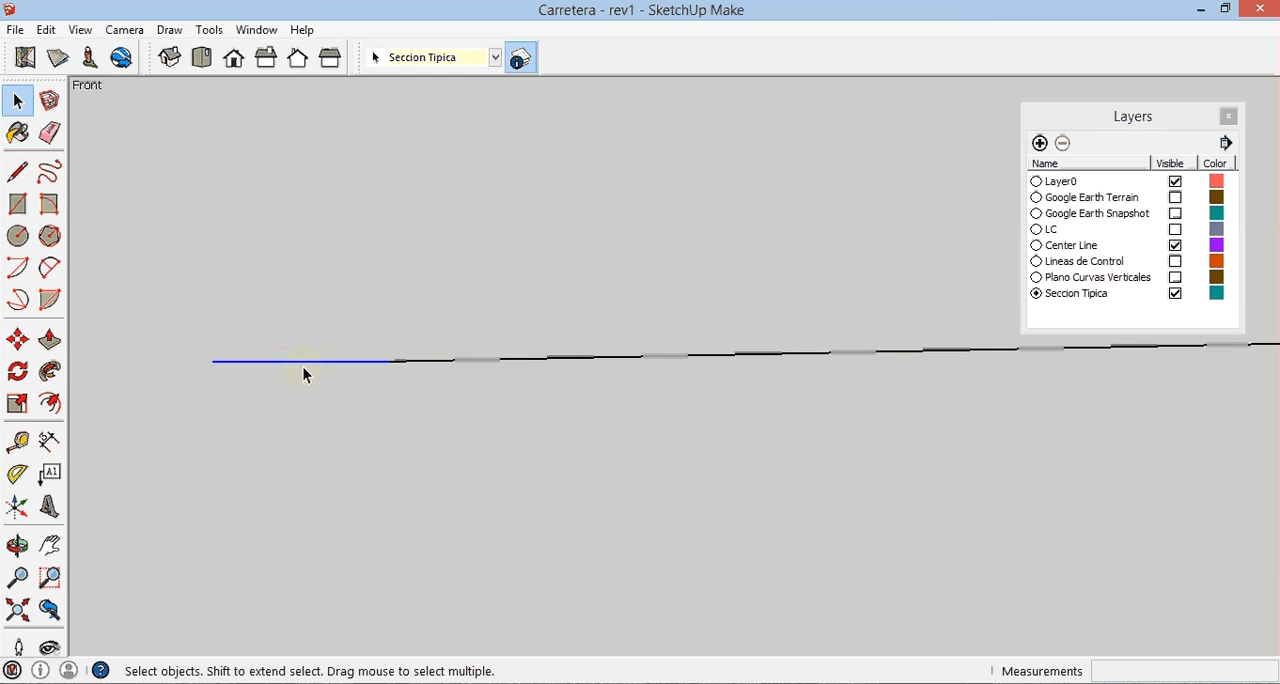 Carretera - rev1 - SketchUp Make
File Edit View Camera Draw Tools Window Help
Seccion Tipica
Front
Layers
Name Visible Color
Layer0
Google Earth Terrain
Google Earth Snapshot
LC
Center Line
Lineas de Control
Plano Curvas Verticales
Seccion Tipica
A1
Select objects. Shift to extend select. Drag mouse to select multiple.
Measurements